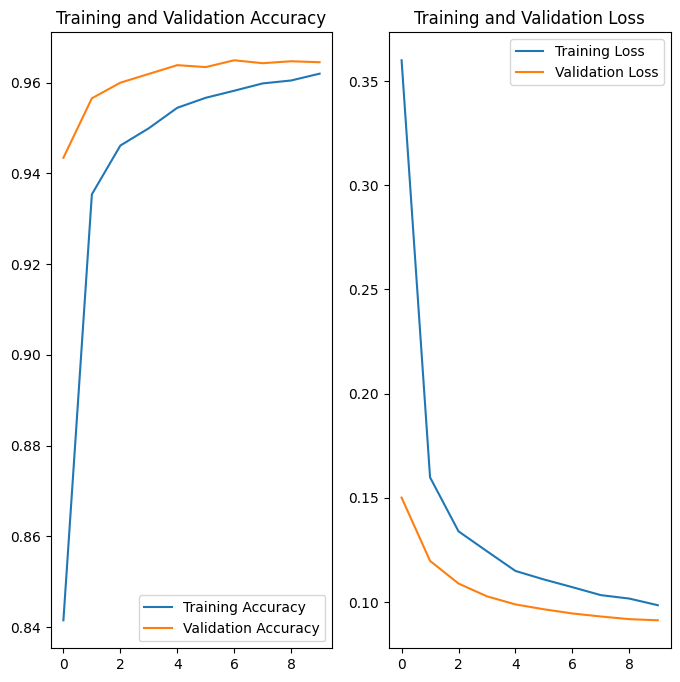 Training and Validation Accuracy
0.96
0.94
0.92
0.90
0.88
0.86
0.84
Training Accuracy
Validation Accuracy
0 2 4 6 8
Training and Validation Loss
Training Loss
Validation Loss
0.35
0.30
0.25
0.20
0.15
0.10
0 2 4 6 8